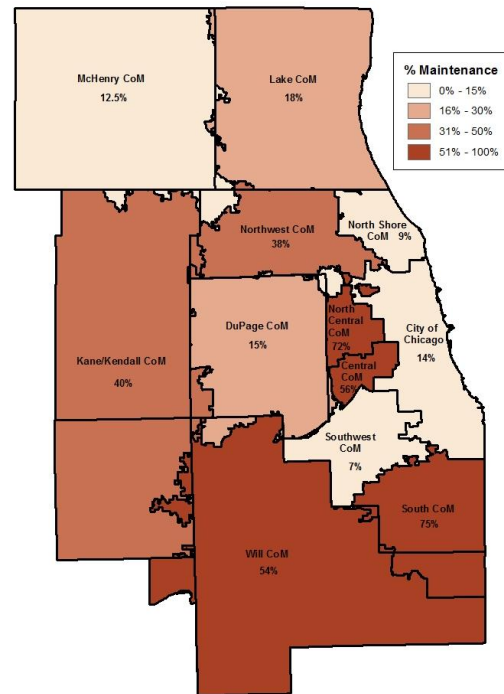 McHenry CoM
12.5%
Lake CoM
18%
% Maintenance
0% - 15%
16% - 30%
31% - 50%
51% - 100%
Northwest CoM
38%
North Shore
CoM 9%
DuPage CoM
15%
North
Central
CoM
72%
City of
Chicago
14%
Kane/Kendall CoM
40%
Central
CoM
56%
Southwest
CoM
7%
South CoM
75%
Will CoM
54%